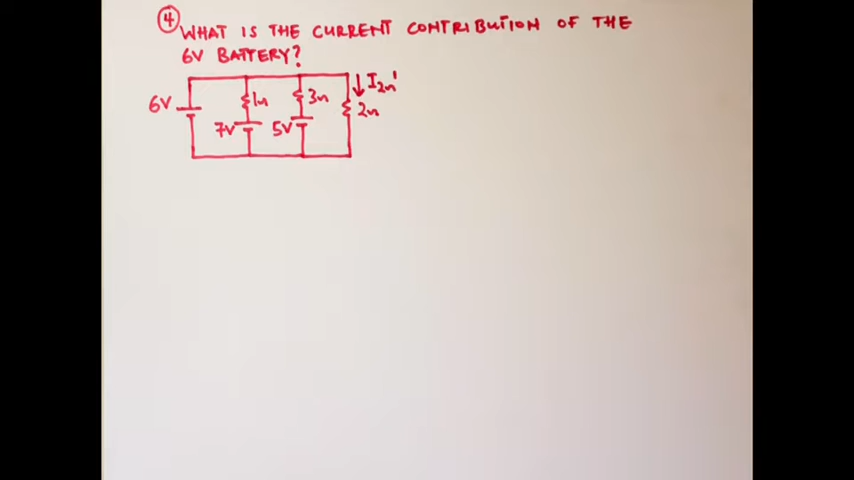 ④ WHAT IS THE CURRENT CONTRIBUTION OF THE
6V BATTERY?
6V
1Ω
3Ω
I2Ω'
2Ω
7V
5V